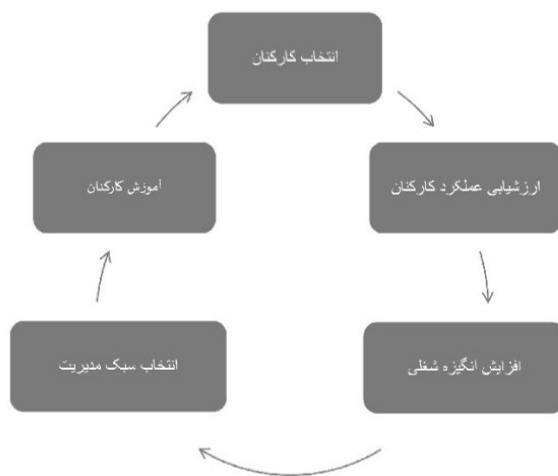 انتخاب کارکنان
ارزشیابی عملکرد کارکنان
افزایش انگیزه شغلی
انتخاب سبک مدیریت
آموزش کارکنان